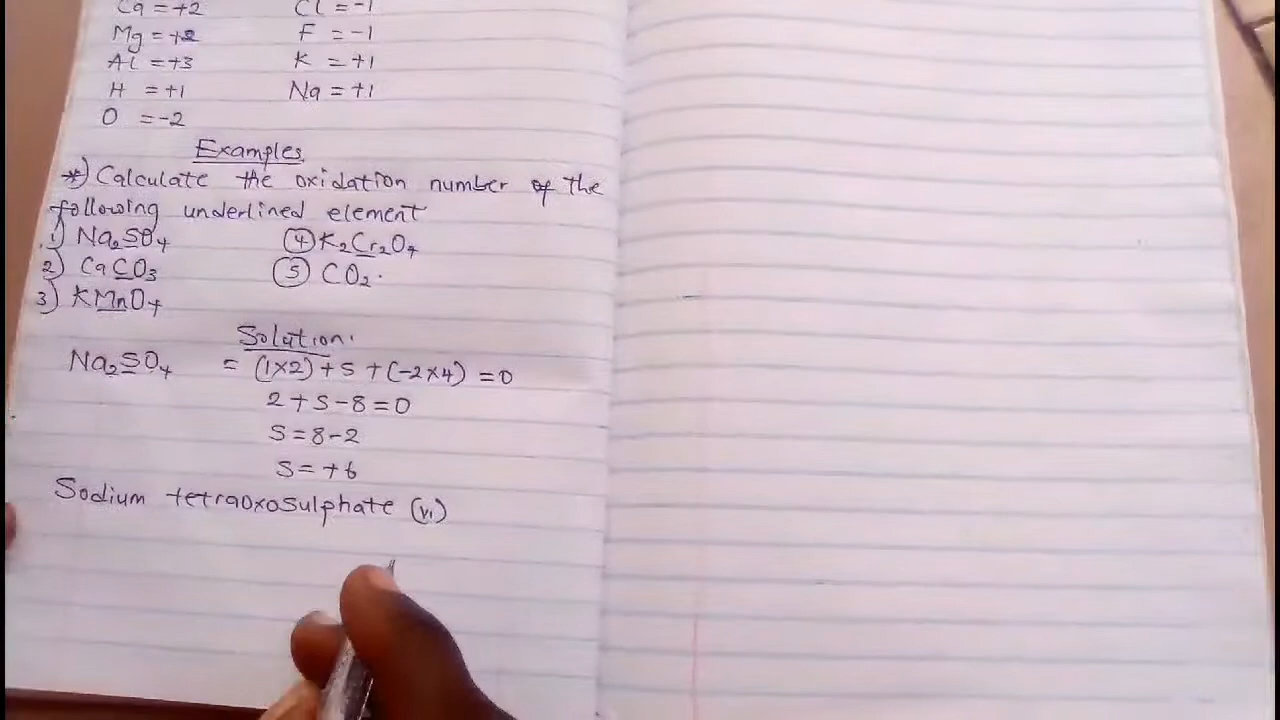 Ca = +2 Cl = -1
Mg = +2 F = -1
Al = +3 K = +1
H = +1 Na = +1
O = -2
Examples
*) Calculate the oxidation number of the
following underlined element
1) Na₂SO₄ ④ K₂Cr₂O₇
2) CaCO₃ ⑤ CO₂.
3) KMnO₄
Solution.
Na₂SO₄ = (1×2) + S + (-2×4) = 0
2 + S - 8 = 0
S = 8 - 2
S = +6
Sodium tetraoxosulphate (vi)